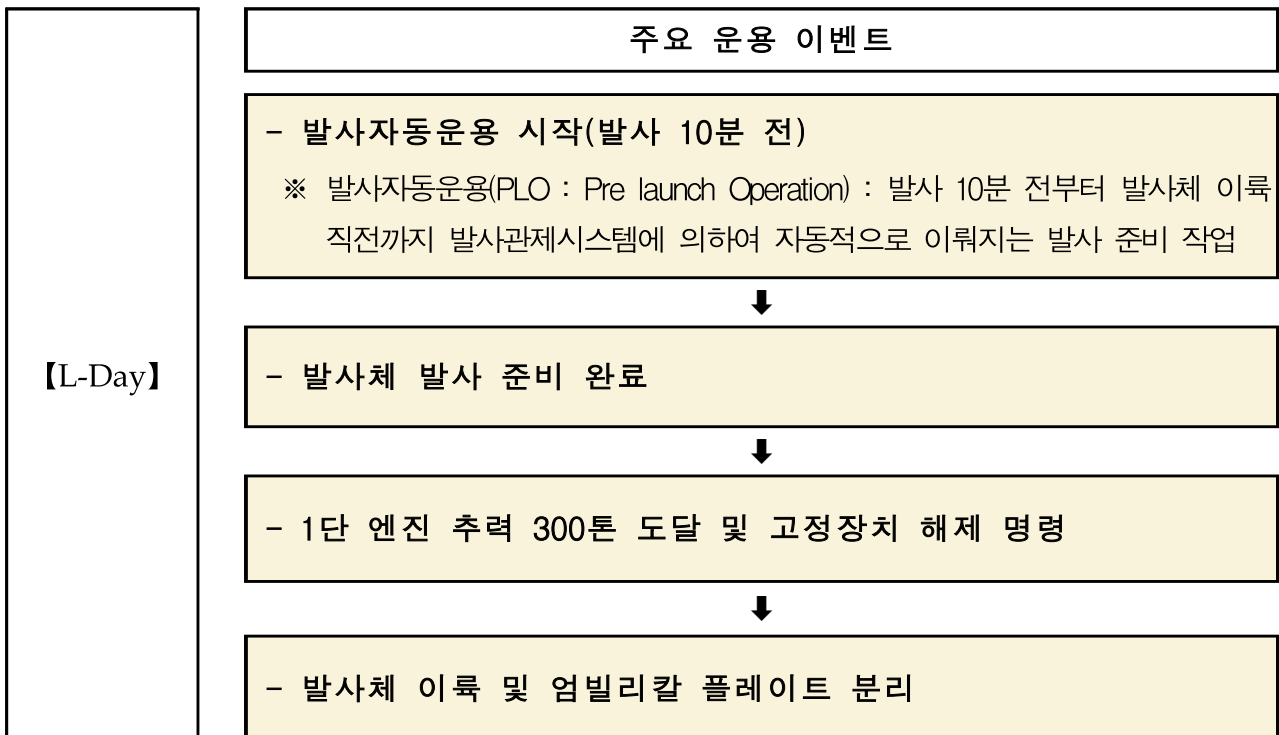 주요 운용 이벤트
- 발사자동운용 시작(발사 10분 전)
※ 발사자동운용(PLO : Pre launch Operation) : 발사 10분 전부터 발사체 이륙
직전까지 발사관제시스템에 의하여 자동적으로 이뤄지는 발사 준비 작업
⬇
【L-Day】
- 발사체 발사 준비 완료
⬇
- 1단 엔진 추력 300톤 도달 및 고정장치 해제 명령
⬇
- 발사체 이륙 및 엄빌리칼 플레이트 분리